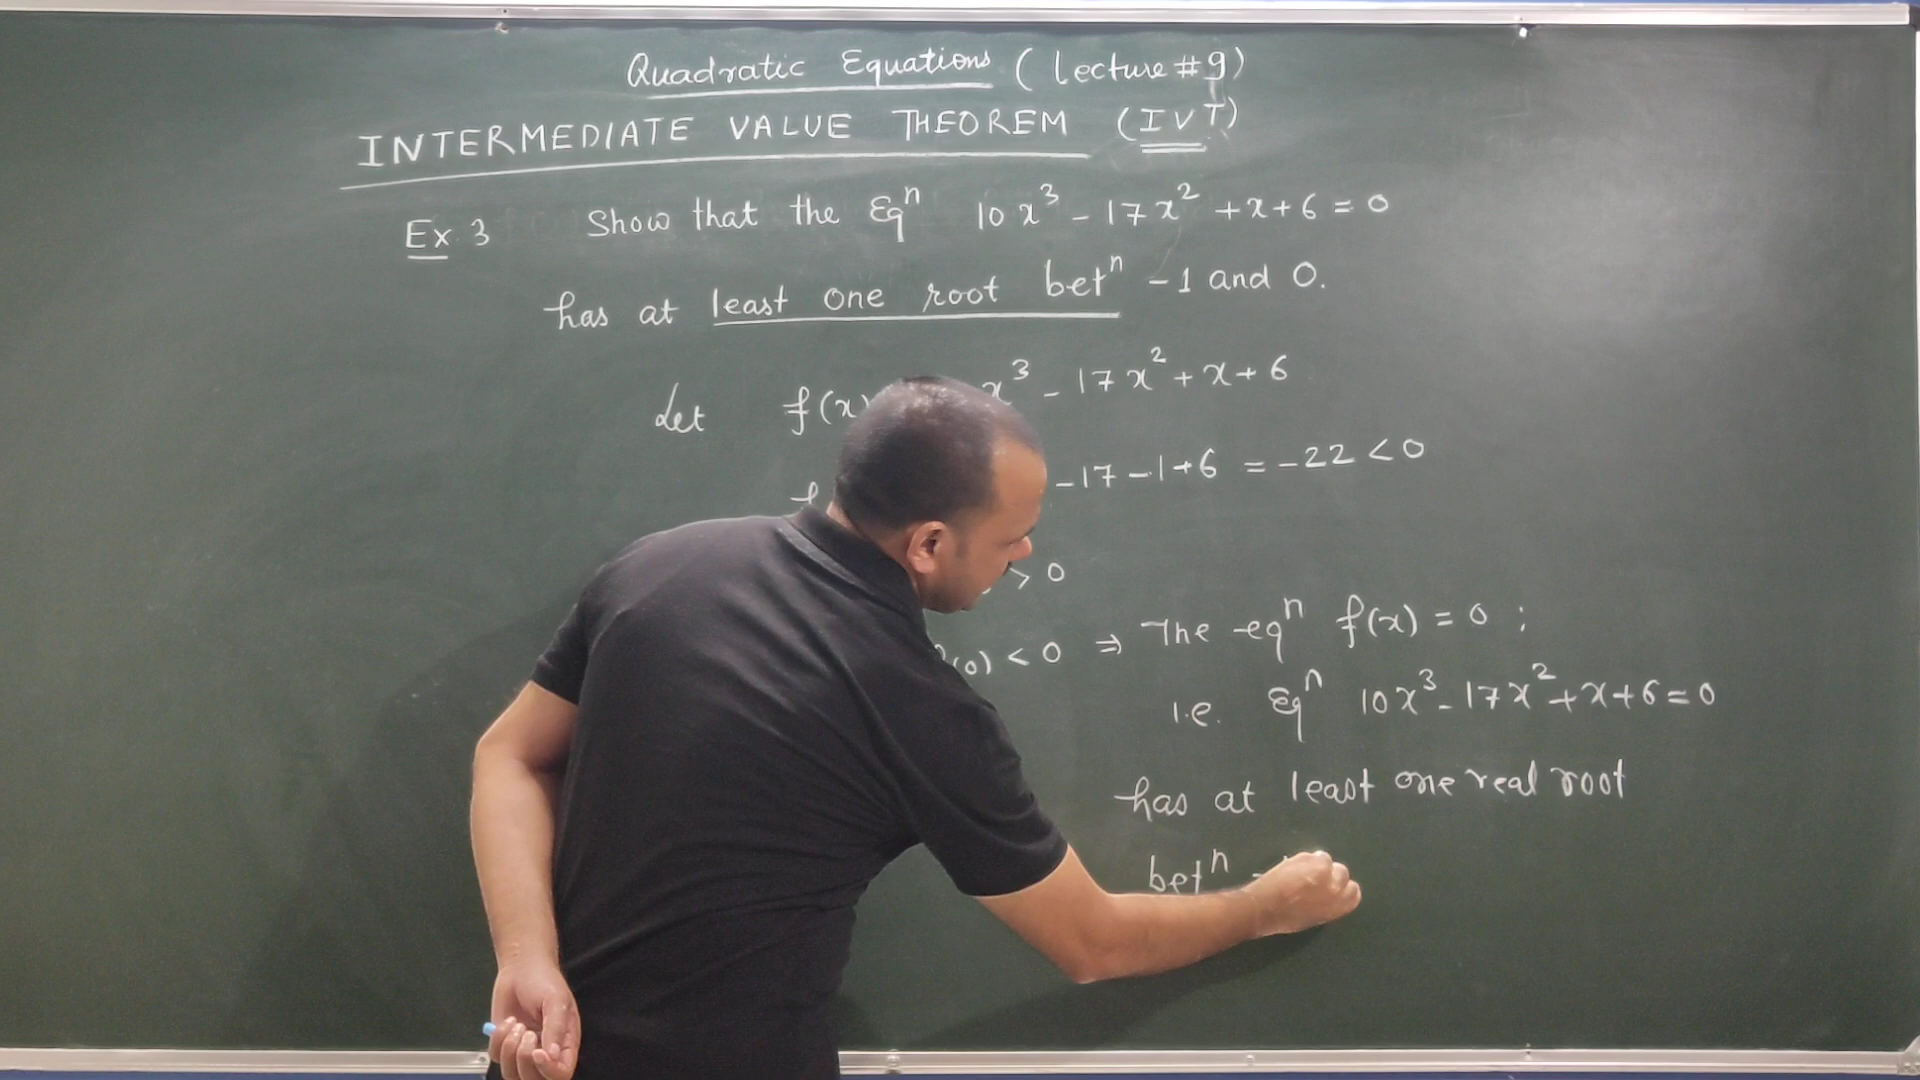 Quadratic Equations (Lecture #9)
INTERMEDIATE VALUE THEOREM (IVT)
Ex. 3 Show that the Eqⁿ 10x³ - 17x² + x + 6 = 0
has at least one root betⁿ -1 and 0.
Let f(x) x³ - 17x² + x + 6
-17 -1 +6 = -22 < 0
> 0
(0) < 0 ⇒ The eqⁿ f(x) = 0 ;
i.e. Eqⁿ 10x³ - 17x² + x + 6 = 0
has at least one real root
betⁿ -